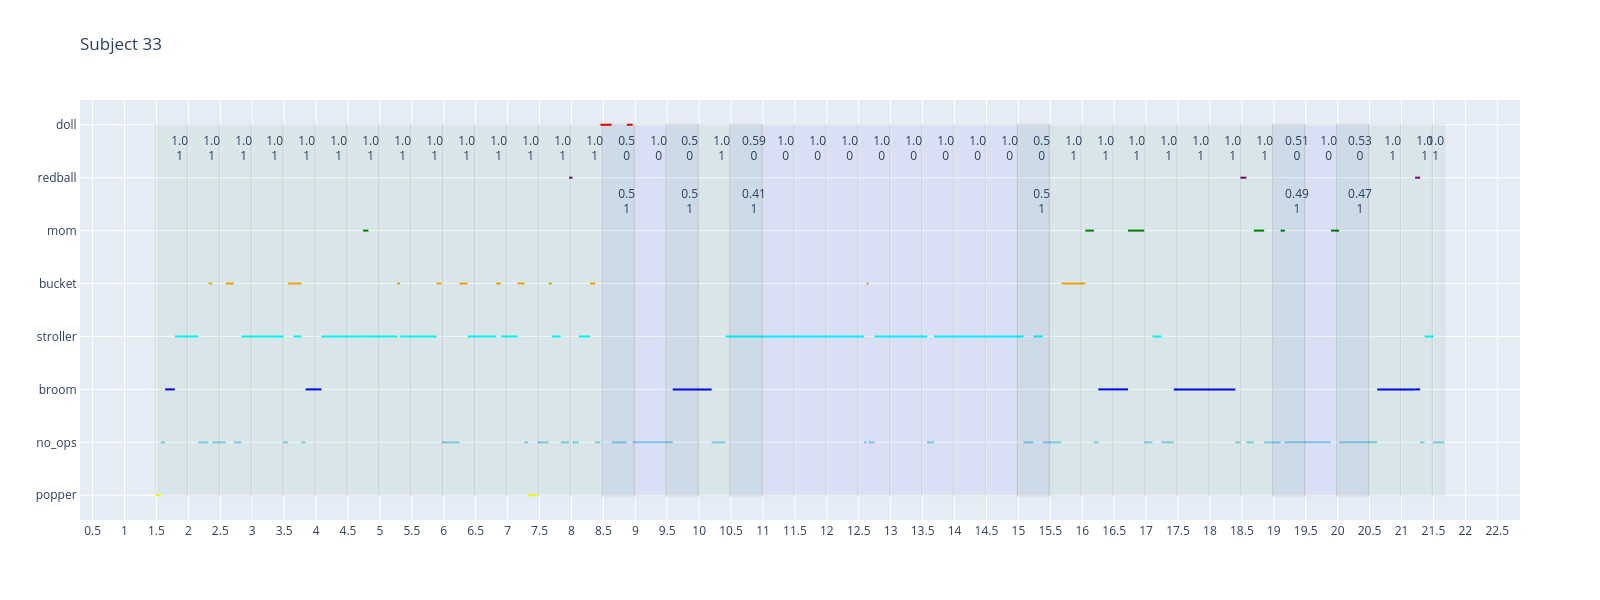 Subject 33
doll
1.0 1.0 1.0 1.0 1.0 1.0 1.0 1.0 1.0 1.0 1.0 1.0 1.0 1.0 0.5 1.0 0.5 1.0 0.59 1.0 1.0 1.0 1.0 1.0 1.0 1.0 1.0 0.5 1.0 1.0 1.0 1.0 1.0 1.0 1.0 0.51 1.0 0.53 1.0 1.0 1.0
1 1 1 1 1 1 1 1 1 1 1 1 1 1 0 0 0 1 0 0 0 0 0 0 0 0 0 0 1 1 1 1 1 1 1 0 0 0 1 1 1
redball
0.5 0.5 0.41 0.5 0.49 0.47
1 1 1 1 1 1
mom
bucket
stroller
broom
no_ops
popper
0.5 1 1.5 2 2.5 3 3.5 4 4.5 5 5.5 6 6.5 7 7.5 8 8.5 9 9.5 10 10.5 11 11.5 12 12.5 13 13.5 14 14.5 15 15.5 16 16.5 17 17.5 18 18.5 19 19.5 20 20.5 21 21.5 22 22.5